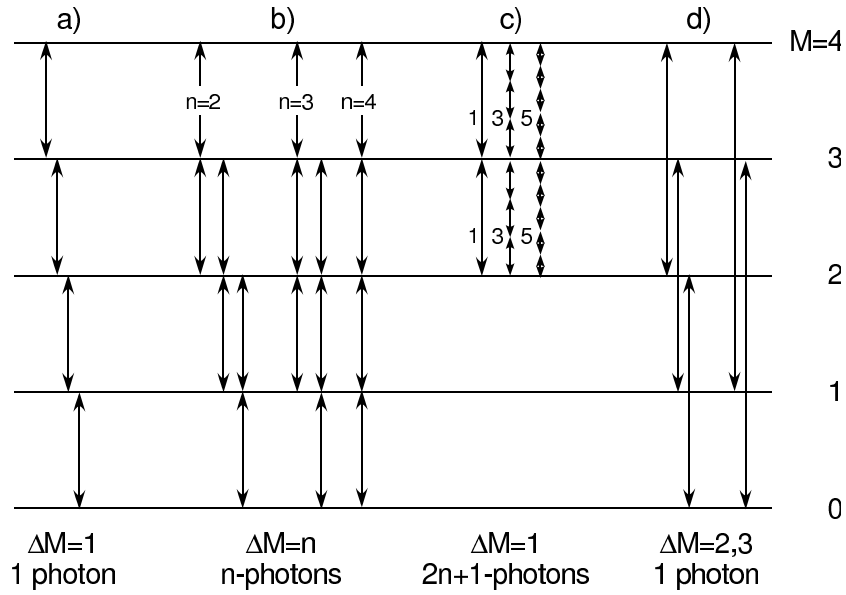 a)
b)
c)
d)
M=4
n=2
n=3
n=4
1 3 5
3
1 3 5
2
1
0
ΔM=1
1 photon
ΔM=n
n-photons
ΔM=1
2n+1-photons
ΔM=2,3
1 photon